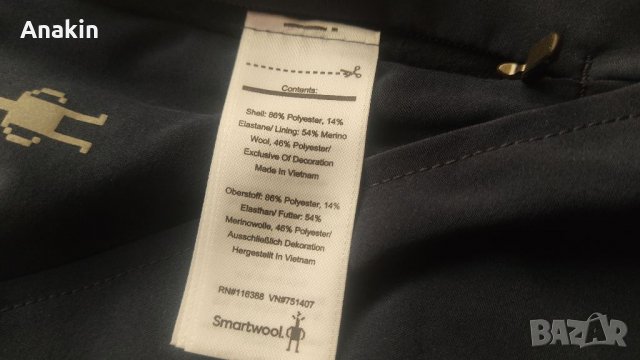 Anakin
Contents:
Shell: 86% Polyester, 14%
Elastane/ Lining: 54% Merino
Wool, 46% Polyester/
Exclusive Of Decoration
Made In Vietnam
Oberstoff: 86% Polyester, 14%
Elasthan/ Futter: 54%
Merinowolle, 46% Polyester/
Ausschließlich Dekoration
Hergestellt In Vietnam
RN#116388 VN#751407
Smartwool
BAZAR